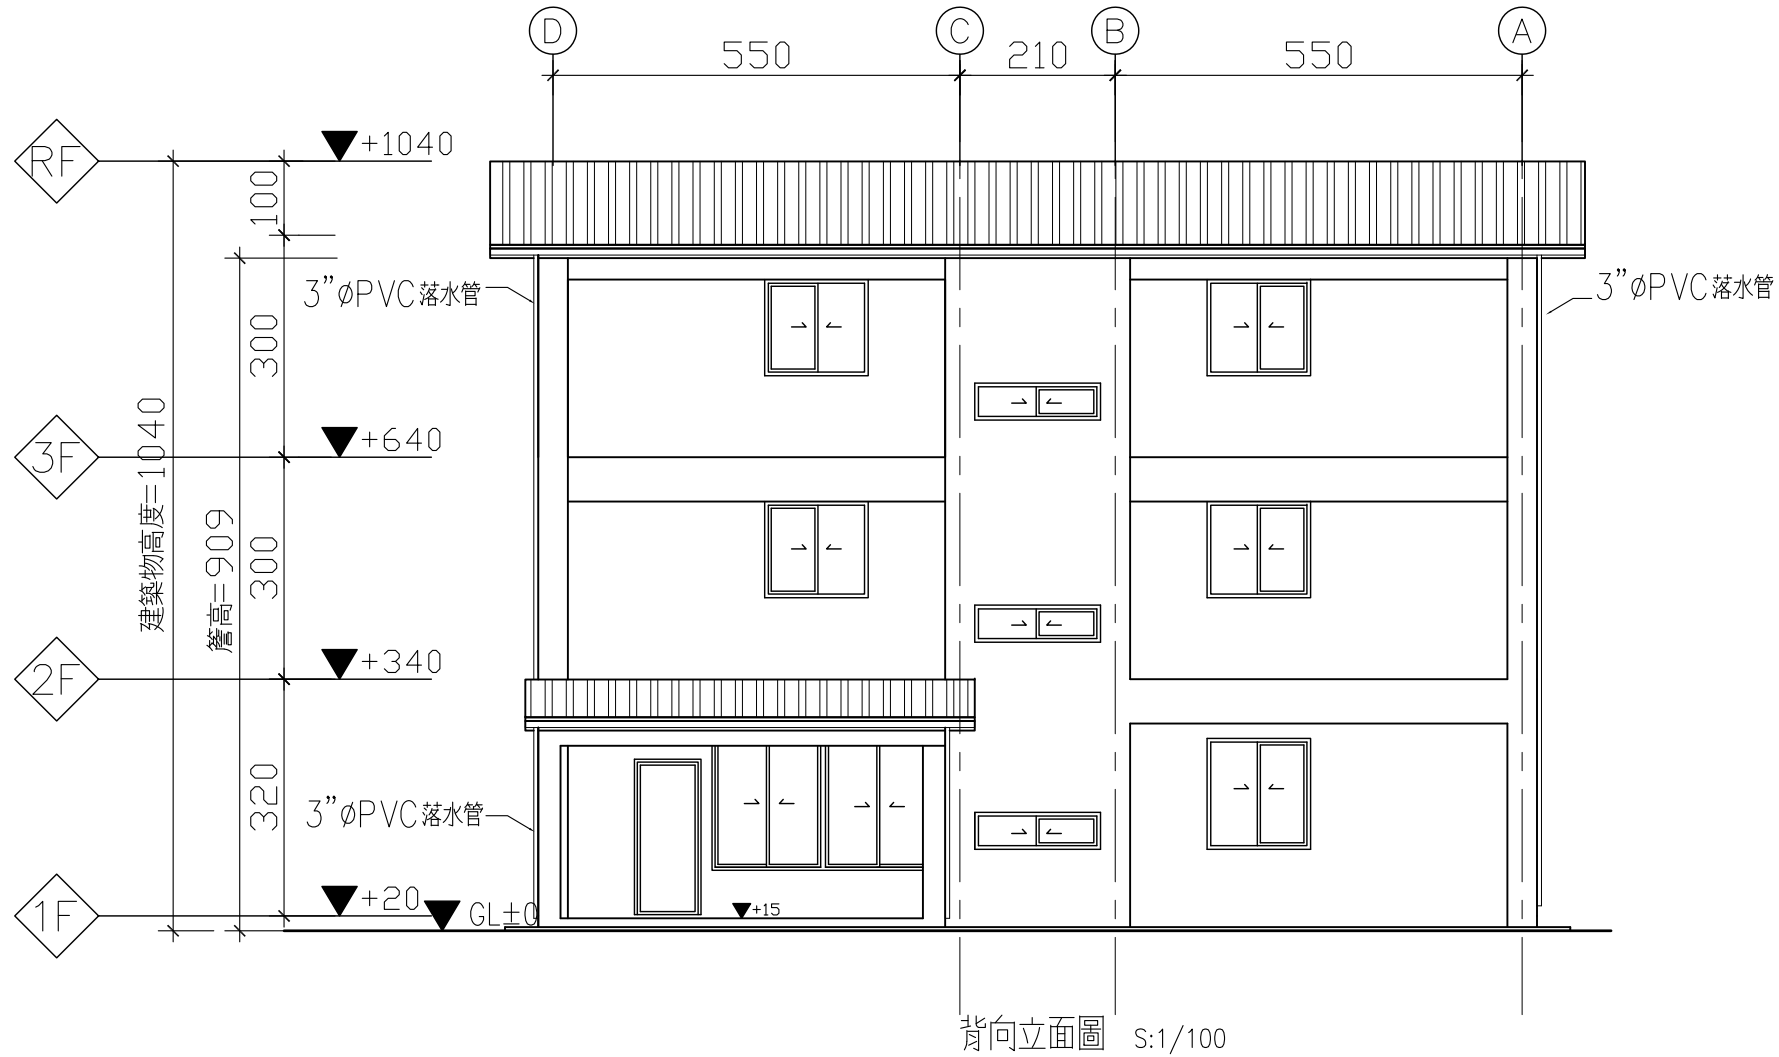 D
C
B
A
550
210
550
RF
+1040
100
3”øPVC落水管
3”øPVC落水管
300
3F
+640
建築物高度=1040
簷高=909
300
2F
+340
320
3”øPVC落水管
1F
+20
GL±0
+15
背向立面圖 S:1/100